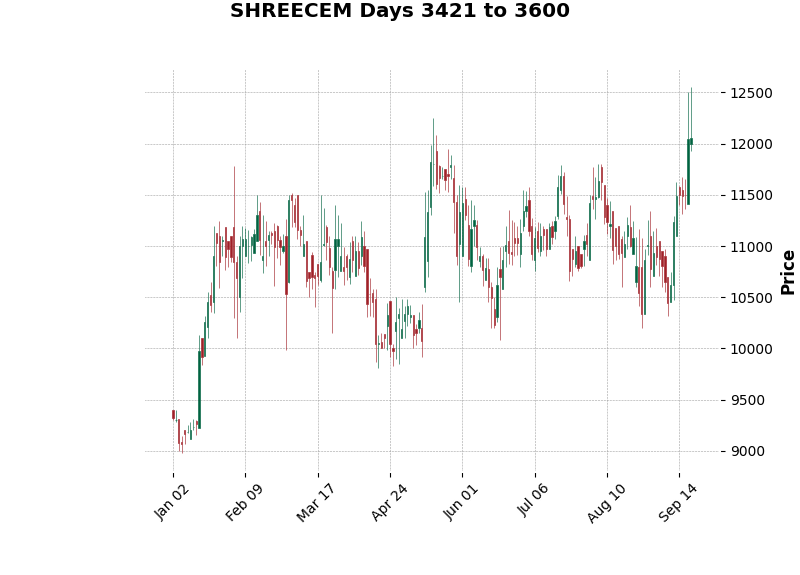 SHREECEM Days 3421 to 3600
12500
12000
11500
11000
10500
10000
9500
9000
Price
Jan 02
Feb 09
Mar 17
Apr 24
Jun 01
Jul 06
Aug 10
Sep 14